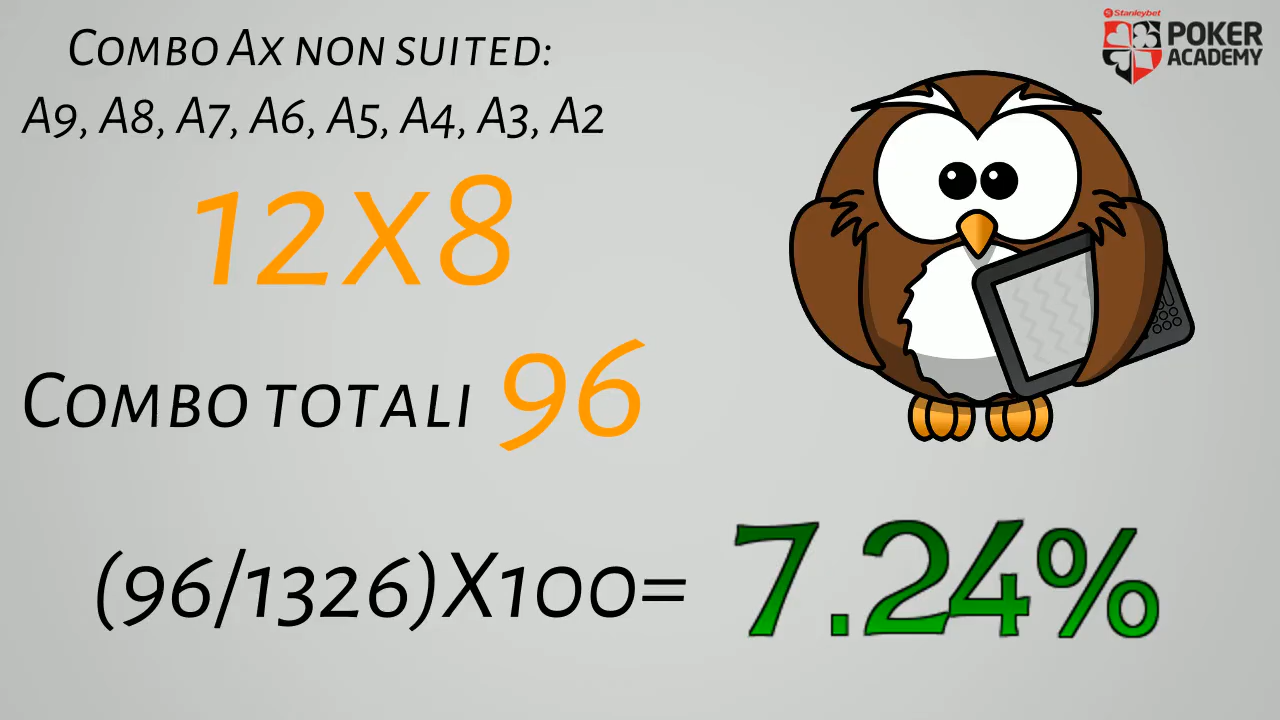 Stanleybet
POKER
ACADEMY
Combo Ax non suited:
A9, A8, A7, A6, A5, A4, A3, A2
12x8
Combo totali 96
(96/1326)X100= 7.24%